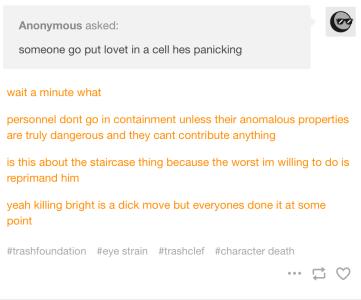 Anonymous asked:
someone go put lovet in a cell hes panicking
wait a minute what
personnel dont go in containment unless their anomalous properties
are truly dangerous and they cant contribute anything
is this about the staircase thing because the worst im willing to do is
reprimand him
yeah killing bright is a dick move but everyones done it at some
point
#trashfoundation #eye strain #trashclef #character death